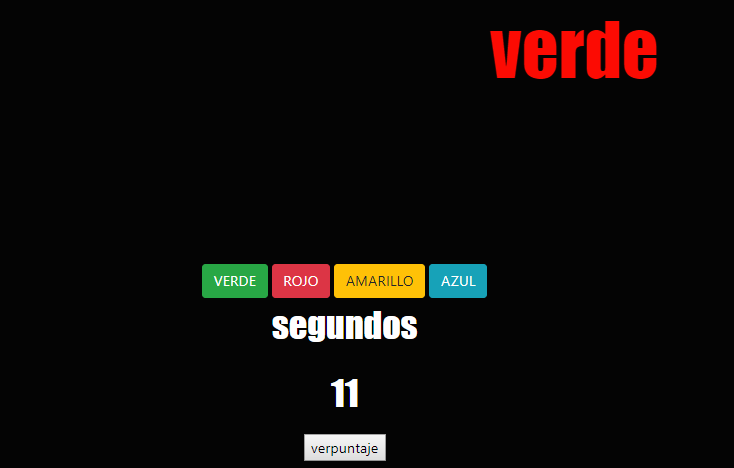 verde
VERDE ROJO AMARILLO AZUL
segundos
11
verpuntaje